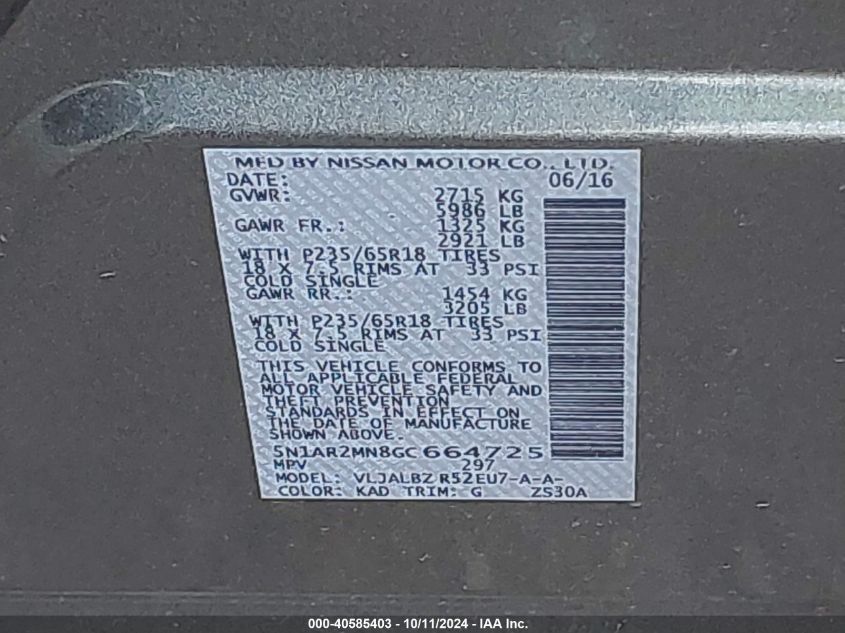 MFD BY NISSAN MOTOR CO., LTD.
DATE: 06/16
GVWR: 2715 KG
5986 LB
GAWR FR.: 1325 KG
2921 LB
WITH P235/65R18 TIRES
18 X 7.5 RIMS AT 33 PSI
COLD SINGLE
GAWR RR.: 1454 KG
3205 LB
WITH P235/65R18 TIRES
18 X 7.5 RIMS AT 33 PSI
COLD SINGLE
THIS VEHICLE CONFORMS TO
ALL APPLICABLE FEDERAL
MOTOR VEHICLE SAFETY AND
THEFT PREVENTION
STANDARDS IN EFFECT ON
THE DATE OF MANUFACTURE
SHOWN ABOVE.
5N1AR2MN8GC664725
MPV 297
MODEL: VLJALBZ R52EU7-A-A-
COLOR: KAD TRIM: G ZS30A
000-40585403 - 10/11/2024 - IAA Inc.